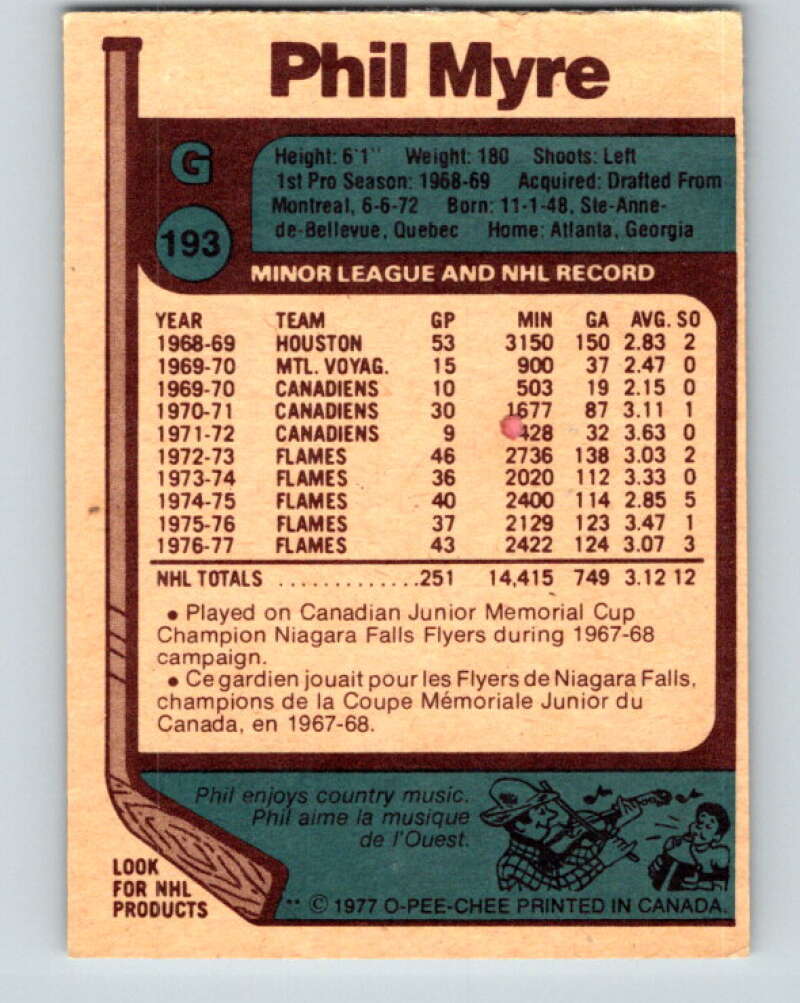 Phil Myre
G
193
Height: 6'1" Weight: 180 Shoots: Left
1st Pro Season: 1968-69 Acquired: Drafted From
Montreal, 6-6-72 Born: 11-1-48, Ste-Anne-
de-Bellevue, Quebec Home: Atlanta, Georgia
MINOR LEAGUE AND NHL RECORD
YEAR TEAM GP MIN GA AVG. SO
1968-69 HOUSTON 53 3150 150 2.83 2
1969-70 MTL. VOYAG. 15 900 37 2.47 0
1969-70 CANADIENS 10 503 19 2.15 0
1970-71 CANADIENS 30 1677 87 3.11 1
1971-72 CANADIENS 9 428 32 3.63 0
1972-73 FLAMES 46 2736 138 3.03 2
1973-74 FLAMES 36 2020 112 3.33 0
1974-75 FLAMES 40 2400 114 2.85 5
1975-76 FLAMES 37 2129 123 3.47 1
1976-77 FLAMES 43 2422 124 3.07 3
NHL TOTALS .............251 14,415 749 3.12 12
• Played on Canadian Junior Memorial Cup
Champion Niagara Falls Flyers during 1967-68
campaign.
• Ce gardien jouait pour les Flyers de Niagara Falls,
champions de la Coupe Mémoriale Junior du
Canada, en 1967-68.
Phil enjoys country music.
Phil aime la musique
de l'Ouest.
LOOK
FOR NHL
PRODUCTS
** © 1977 O-PEE-CHEE PRINTED IN CANADA.